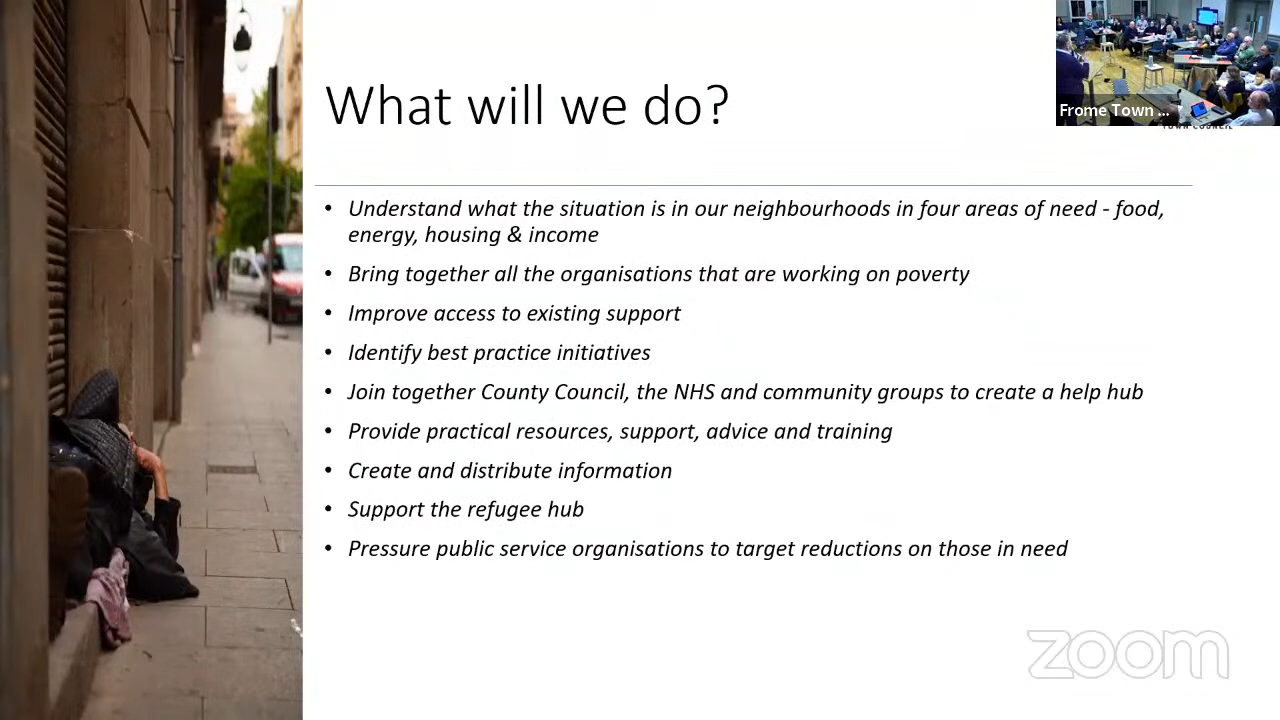 What will we do?
Frome Town ...
TOWN COUNCIL
• Understand what the situation is in our neighbourhoods in four areas of need - food,
energy, housing & income
• Bring together all the organisations that are working on poverty
• Improve access to existing support
• Identify best practice initiatives
• Join together County Council, the NHS and community groups to create a help hub
• Provide practical resources, support, advice and training
• Create and distribute information
• Support the refugee hub
• Pressure public service organisations to target reductions on those in need
zoom